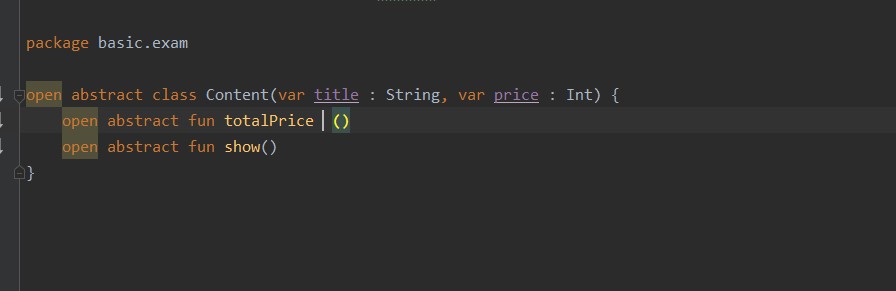 package basic.exam
open abstract class Content(var title : String, var price : Int) {
open abstract fun totalPrice ()
open abstract fun show()
}